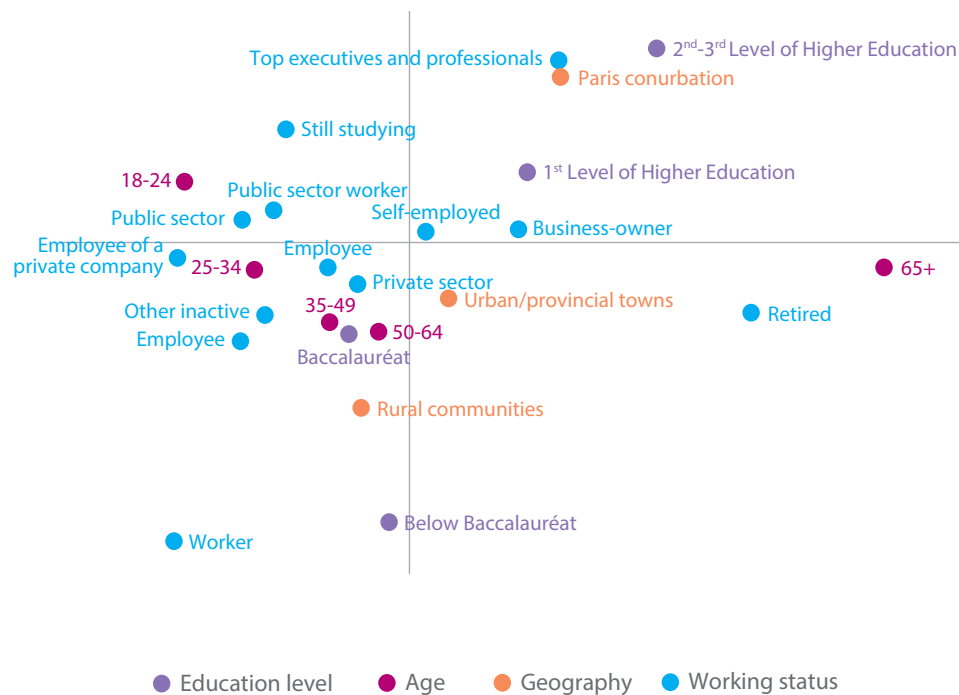 2nd-3rd Level of Higher Education
Top executives and professionals
Paris conurbation
Still studying
1st Level of Higher Education
18-24
Public sector worker
Public sector
Self-employed
Business-owner
Employee of a
private company
25-34
Employee
65+
Private sector
Urban/provincial towns
35-49
Other inactive
Retired
Employee
50-64
Baccalauréat
Rural communities
Below Baccalauréat
Worker
Education level
Age
Geography
Working status